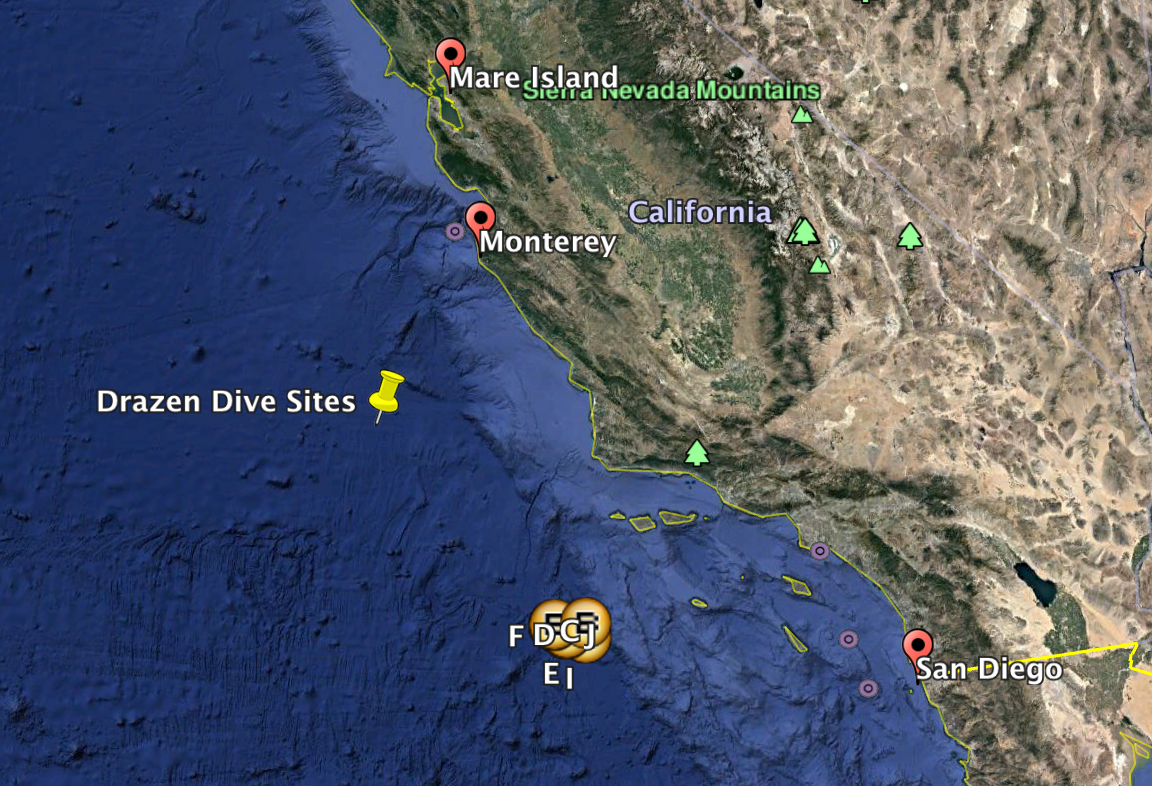 Mare Island
Sierra Nevada Mountains
California
Monterey
Drazen Dive Sites
F D C J
E I
San Diego